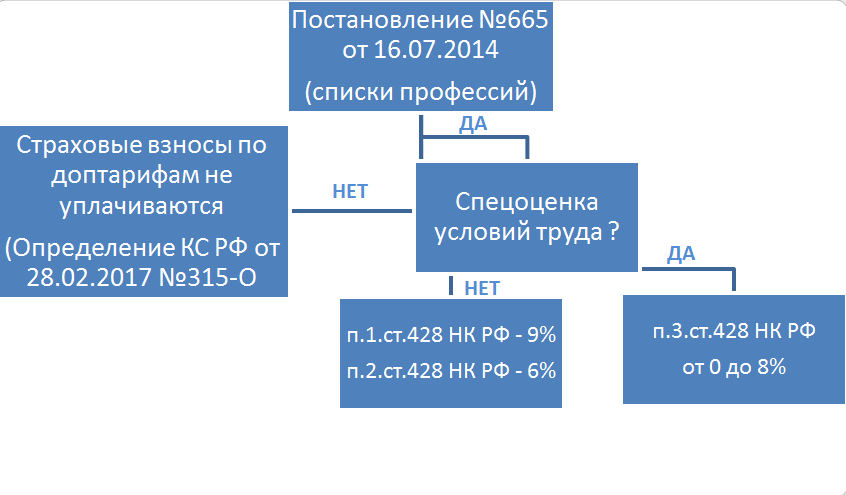 Постановление №665
от 16.07.2014
(списки профессий)
ДА
Страховые взносы по
доптарифам не
уплачиваются
(Определение КС РФ от
28.02.2017 №315-О
НЕТ
Спецоценка
условий труда ?
ДА
НЕТ
п.1.ст.428 НК РФ - 9%
п.2.ст.428 НК РФ - 6%
п.3.ст.428 НК РФ
от 0 до 8%